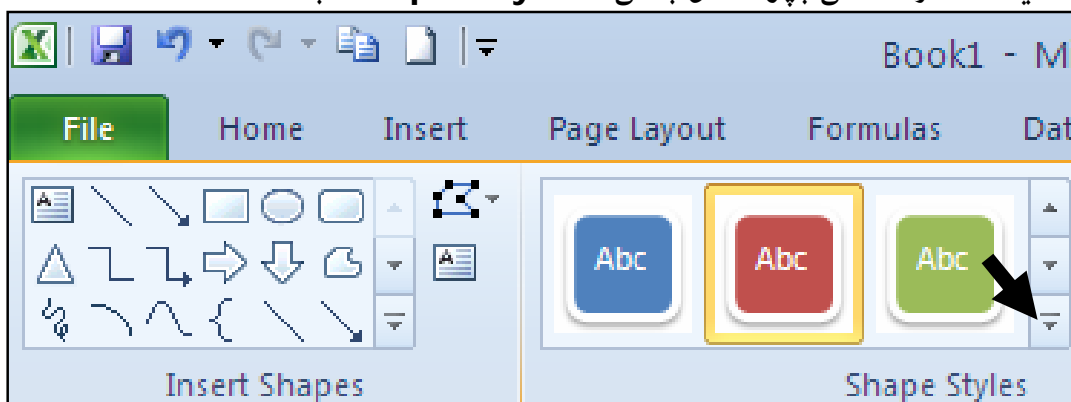 Book1 - M
File Home Insert Page Layout Formulas Dat
Abc Abc Abc
Insert Shapes Shape Styles